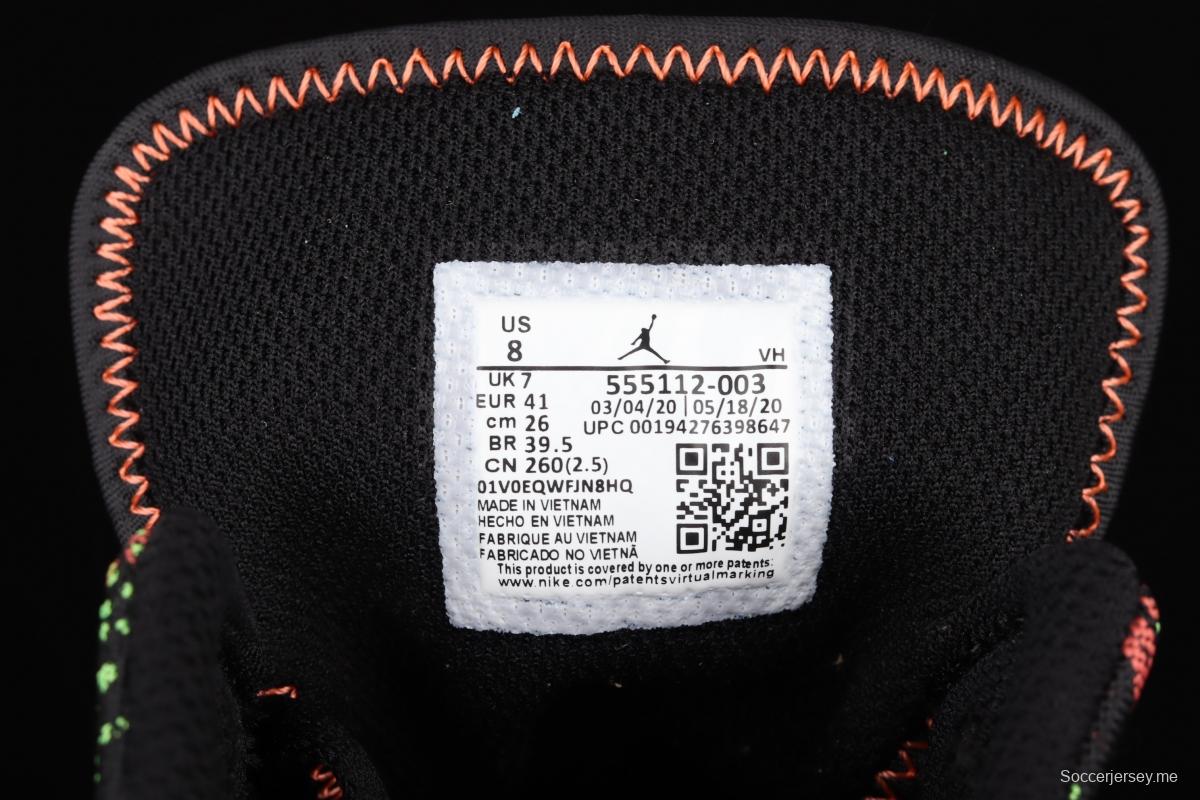 US
8
VH
UK 7
EUR 41
cm 26
BR 39.5
CN 260(2.5)
555112-003
03/04/20 | 05/18/20
UPC 00194276398647
01V0EQWFJN8HQ
MADE IN VIETNAM
HECHO EN VIETNAM
FABRIQUE AU VIETNAM
FABRICADO NO VIETNÃ
This product is covered by one or more patents:
www.nike.com/patentsvirtualmarking
Soccerjersey.me